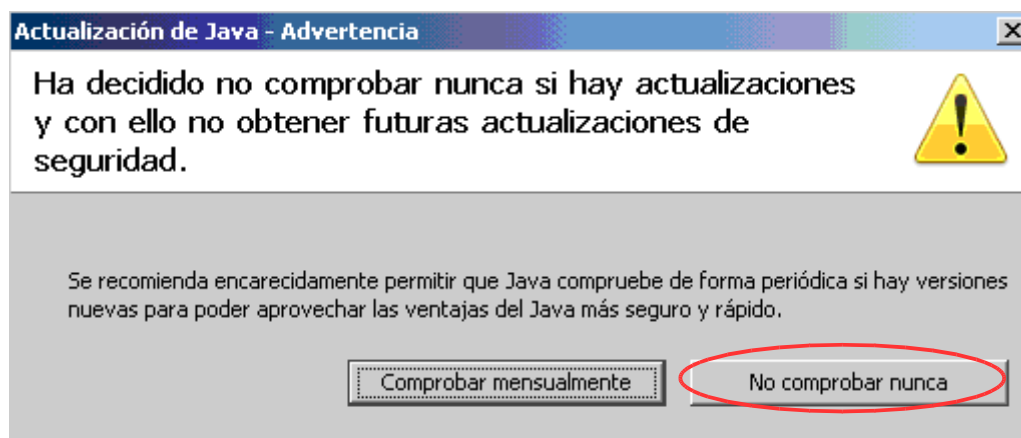 Actualización de Java - Advertencia
Ha decidido no comprobar nunca si hay actualizaciones
y con ello no obtener futuras actualizaciones de
seguridad.
Se recomienda encarecidamente permitir que Java compruebe de forma periódica si hay versiones
nuevas para poder aprovechar las ventajas del Java más seguro y rápido.
Comprobar mensualmente
No comprobar nunca